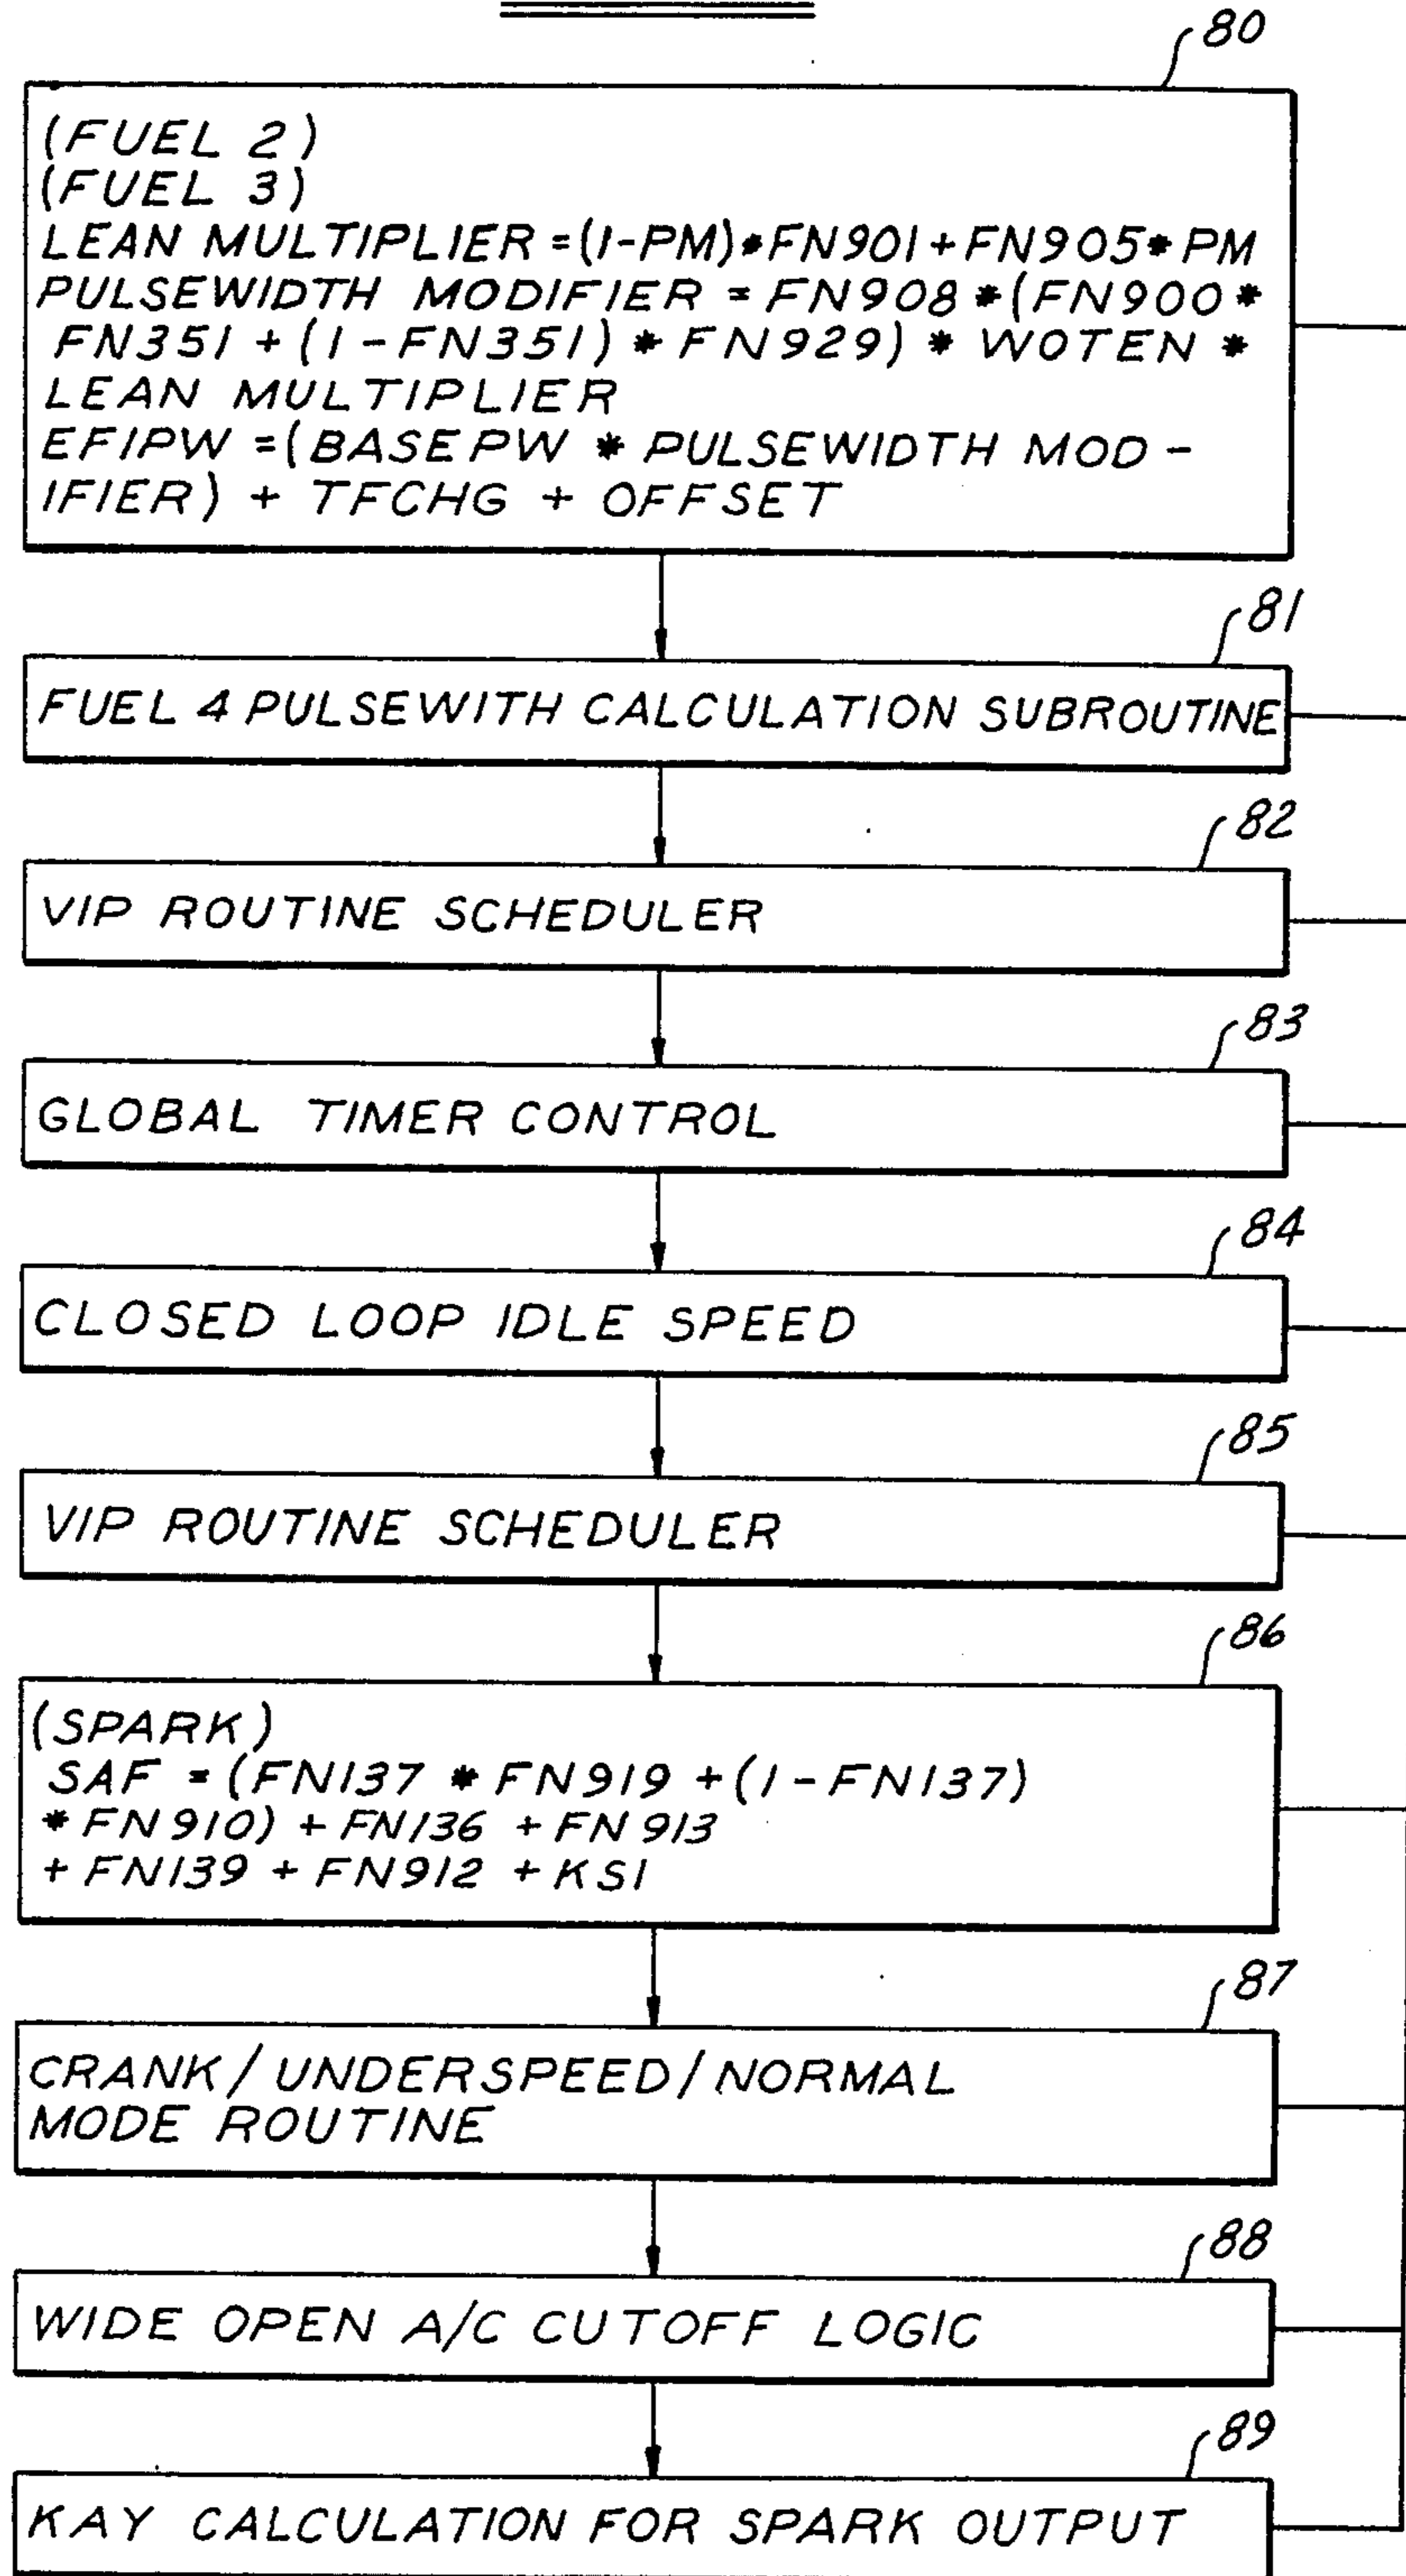 80
(FUEL 2)
(FUEL 3)
LEAN MULTIPLIER =(1-PM)*FN901+FN905*PM
PULSEWIDTH MODIFIER = FN908 *(FN900 *
FN351 + (1-FN351) * FN929) * WOTEN *
LEAN MULTIPLIER
EFIPW =(BASEPW * PULSEWIDTH MOD-
IFIER) + TFCHG + OFFSET
81
FUEL 4 PULSEWITH CALCULATION SUBROUTINE
82
VIP ROUTINE SCHEDULER
83
GLOBAL TIMER CONTROL
84
CLOSED LOOP IDLE SPEED
85
VIP ROUTINE SCHEDULER
86
(SPARK)
SAF = (FN137 * FN919 +(1-FN137)
* FN910) + FN136 + FN913
+ FN139 + FN912 + KS1
87
CRANK/UNDERSPEED/NORMAL
MODE ROUTINE
88
WIDE OPEN A/C CUTOFF LOGIC
89
KAY CALCULATION FOR SPARK OUTPUT